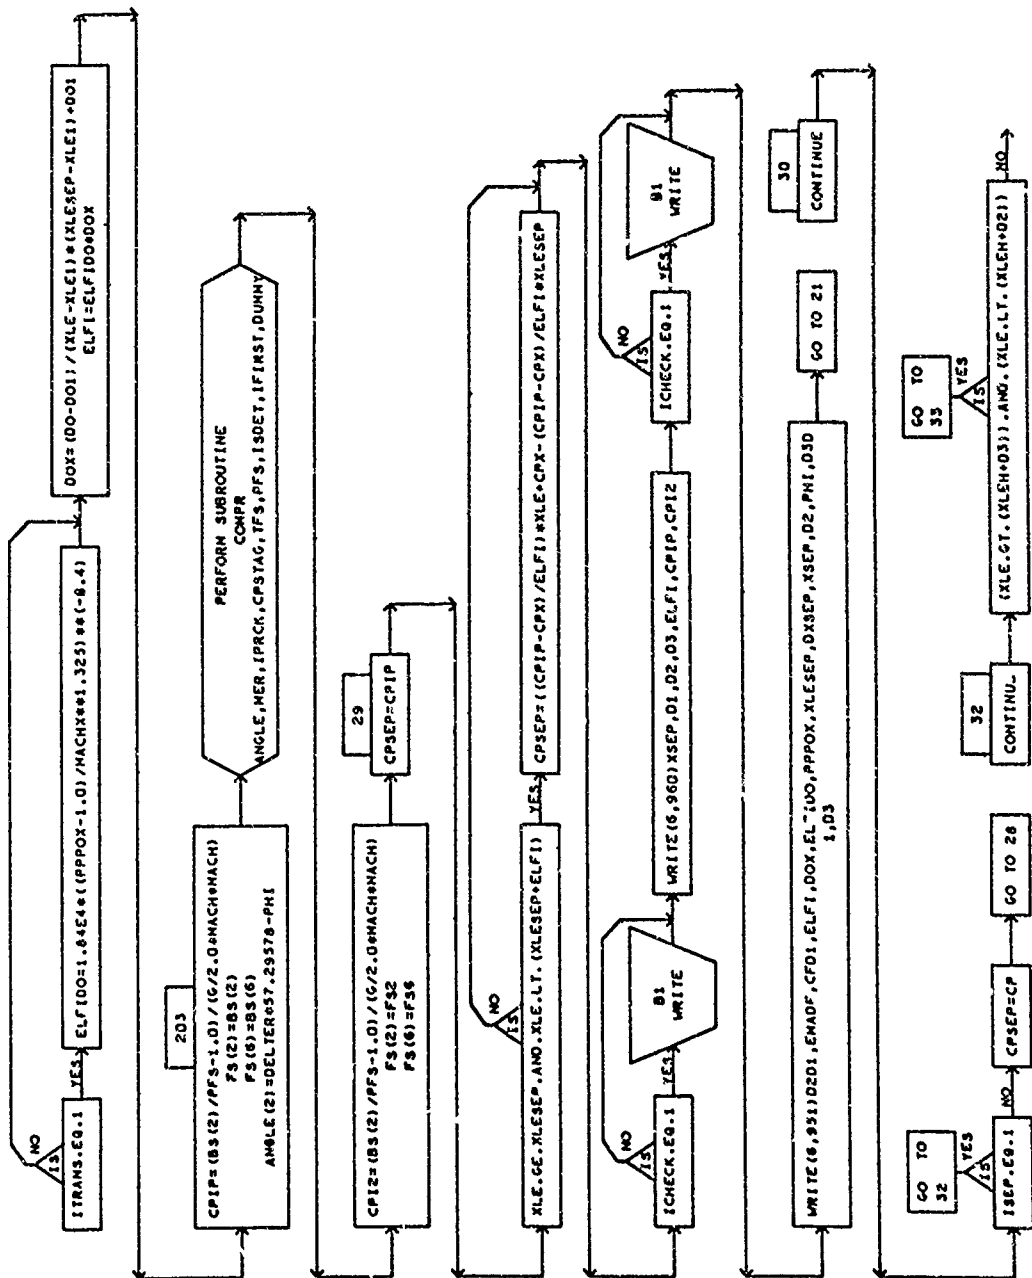 NO
IS
ITRANS.EQ.1
YES
ELFIDO=1.84E4*((PPPOX-1.0)/MACHX**1.325)**(-8.4)
DOX=(DO-DO1)/(XLE-XLE1)*(XLESEP-XLE1)+DO1
ELFI=ELFIDO*DOX
203
CPIP=(BS(2)/PFS-1.0)/(G/2.0*MACH*MACH)
FS(2)=BS(2)
FS(6)=BS(6)
ANGLE(2)=DELTER*57.29578-PHI
PERFORM SUBROUTINE
COMPR
ANGLE,MER,IPRCK,CPSTAG,TFS,PFS,ISDET,IFIRST,DUMMY
CPI2=(BS(2)/PFS-1.0)/(G/2.0*MACH*MACH)
FS(2)=FS2
FS(6)=FS6
29
CPSEP=CPIP
NO
IS
XLE.GE.XLESEP.AND.XLE.LT.(XLESEP+ELFI)
YES
CPSEP=((CPIP-CPX)/ELFI)*XLE+CPX-(CPIP-CPX)/ELFI*XLESEP
NO
IS
ICHECK.EQ.1
YES
B1
WRITE
WRITE(6,960)XSEP,D1,D2,D3,ELFI,CPIP,CPI2
NO
IS
ICHECK.EQ.1
YES
B1
WRITE
WRITE(6,951)D2D1,EMADF,CFD1,ELFI,DOX,PPPOX,XLESEP,DXSEP,XSEP,D2,PHI,D3D
1,D3
GO TO 21
30
CONTINUE
GO TO
32
YES
IS
ISEP.EQ.1
NO
CPSEP=CP
GO TO 28
32
CONTINU
GO TO
33
YES
IS
(XLE.GT.(XLEH+D3)).AND.(XLE.LT.(XLEH+D2))
NO